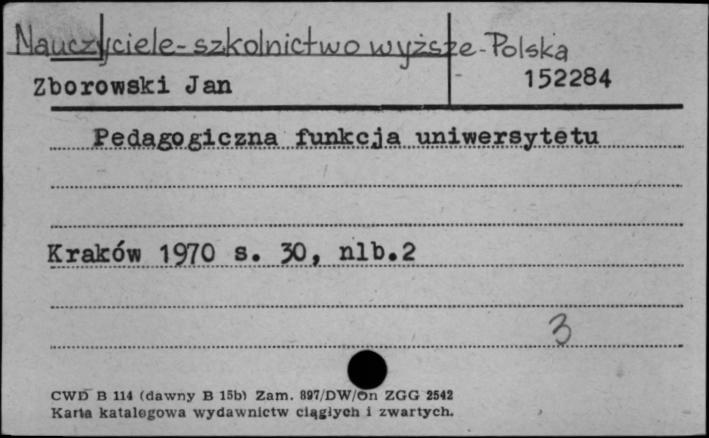 Nauczyciele - szkolnictwo wyższe - Polska
Zborowski Jan
152284
Pedagogiczna funkcja uniwersytetu
Kraków 1970 s. 30, nlb.2
3
CWD B 114 (dawny B 15b) Zam. 897/DW/On ZGG 2542
Karta katalogowa wydawnictw ciągłych i zwartych.